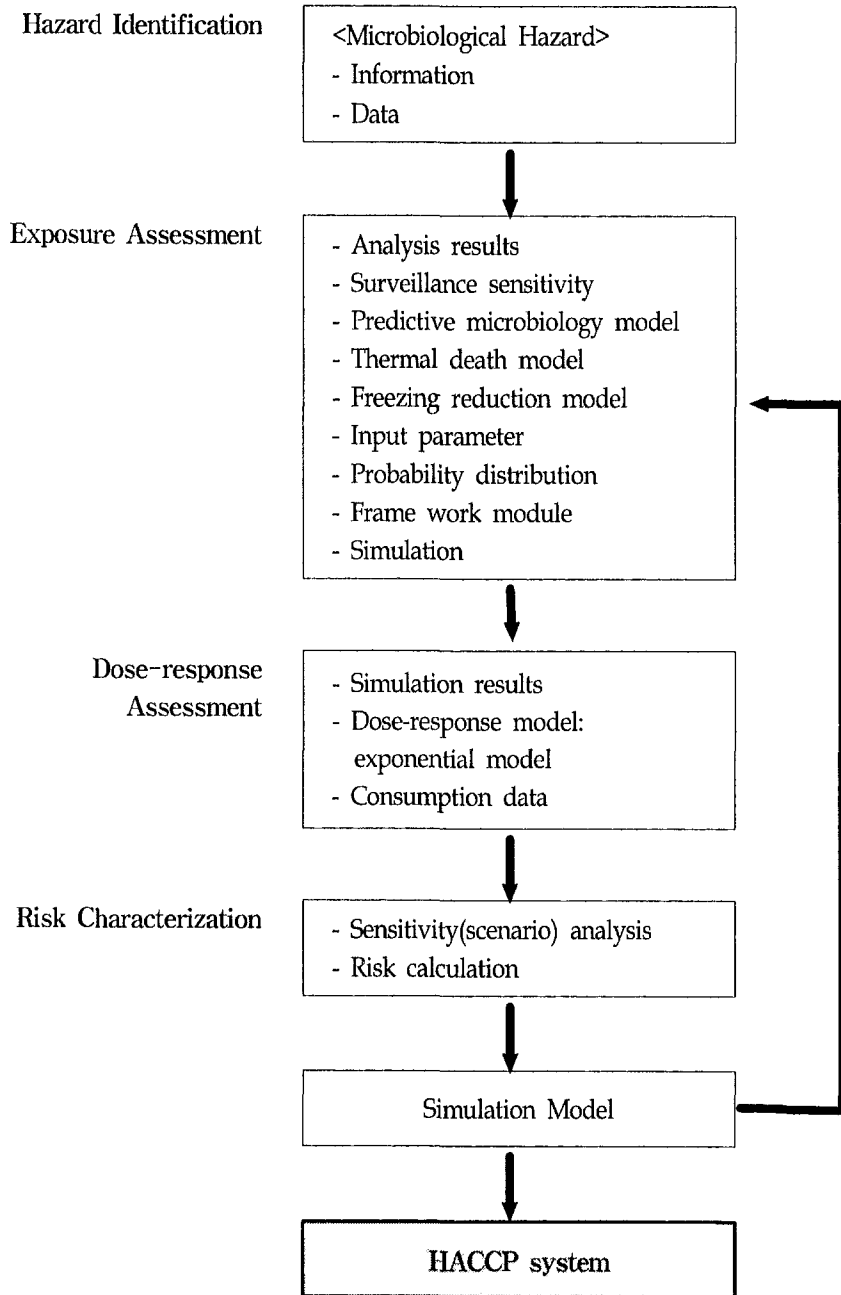 Hazard Identification
<Microbiological Hazard>
- Information
- Data
Exposure Assessment
- Analysis results
- Surveillance sensitivity
- Predictive microbiology model
- Thermal death model
- Freezing reduction model
- Input parameter
- Probability distribution
- Frame work module
- Simulation
Dose-response
Assessment
- Simulation results
- Dose-response model:
exponential model
- Consumption data
Risk Characterization
- Sensitivity(scenario) analysis
- Risk calculation
Simulation Model
HACCP system